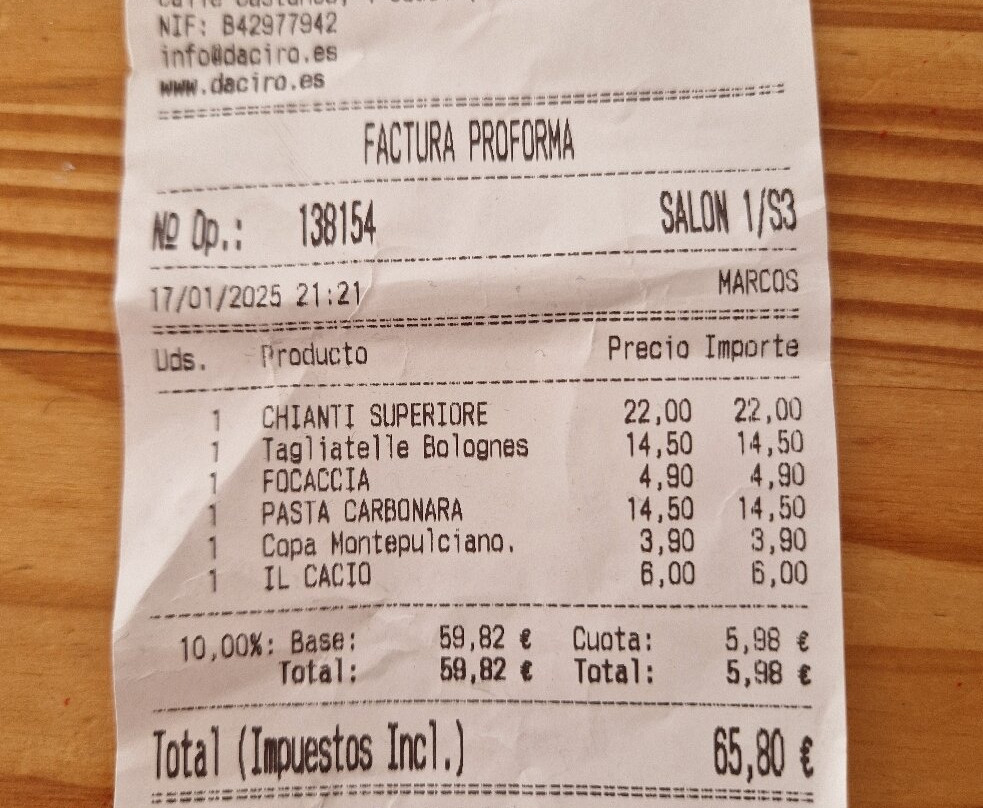 NIF: B42977942
info@daciro.es
www.daciro.es
FACTURA PROFORMA
Nº Op.: 138154 SALON 1/S3
17/01/2025 21:21 MARCOS
Uds. Producto Precio Importe
1 CHIANTI SUPERIORE 22,00 22,00
1 Tagliatelle Bolognes 14,50 14,50
1 FOCACCIA 4,90 4,90
1 PASTA CARBONARA 14,50 14,50
1 Copa Montepulciano. 3,90 3,90
1 IL CACIO 6,00 6,00
10,00%: Base: 59,82 € Cuota: 5,98 €
Total: 59,82 € Total: 5,98 €
Total (Impuestos Incl.) 65,80 €